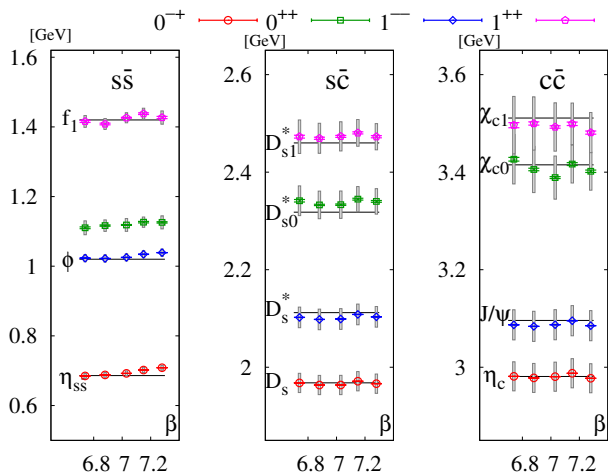 0⁻⁺ 0⁺⁺ 1⁻⁻ 1⁺⁺
[GeV] [GeV] [GeV]
ss̄ sc̄ cc̄
1.4 1.2 1 0.8 0.6
f₁
ϕ
η_ss̄
β
6.8 7 7.2
2.6 2.4 2.2 2
D*_s1
D*_s0
D*_s
D_s
β
6.8 7 7.2
3.6 3.4 3.2 3
χ_c1
χ_c0
J/ψ
η_c
β
6.8 7 7.2